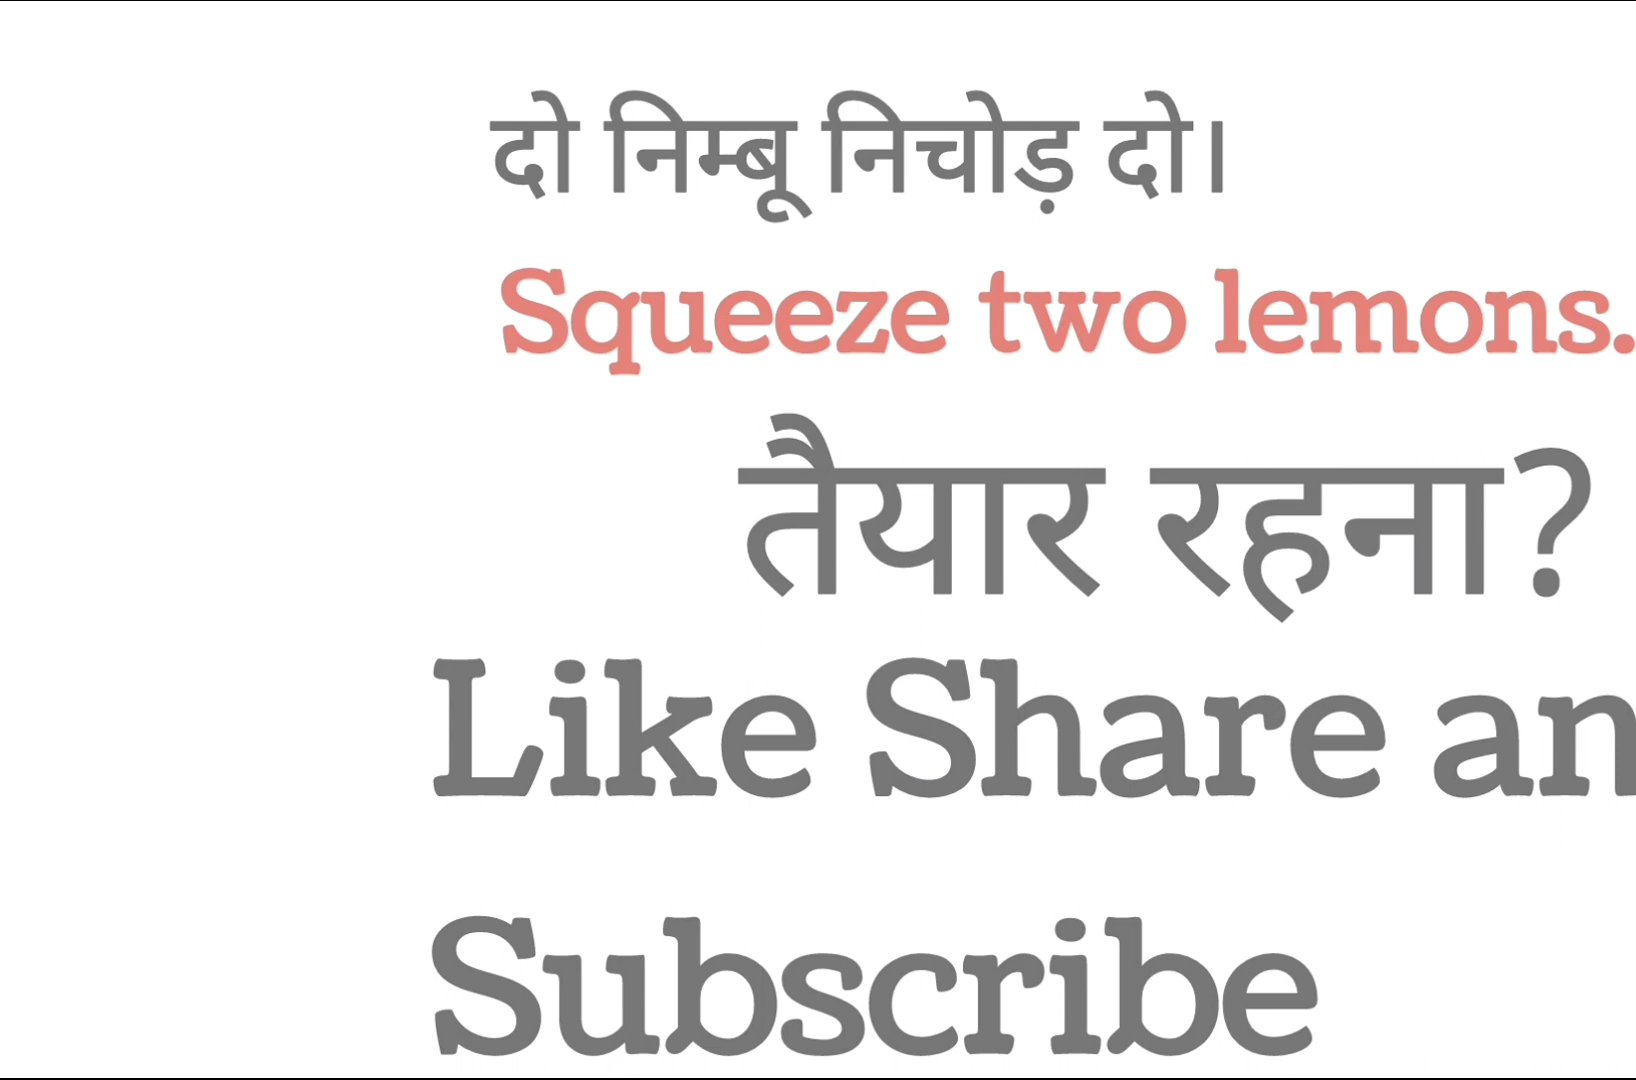 दो निम्बू निचोड़ दो।
Squeeze two lemons.
तैयार रहना?
Like Share an
Subscribe